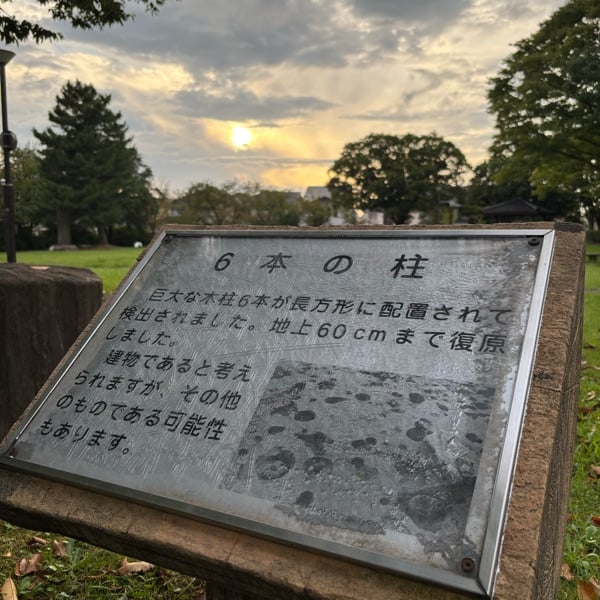 6本の柱
巨大な木柱6本が長方形に配置されて
検出されました。地上60cmまで復原
しました。
建物であると考え
られますが、その他
のものである可能性
もあります。